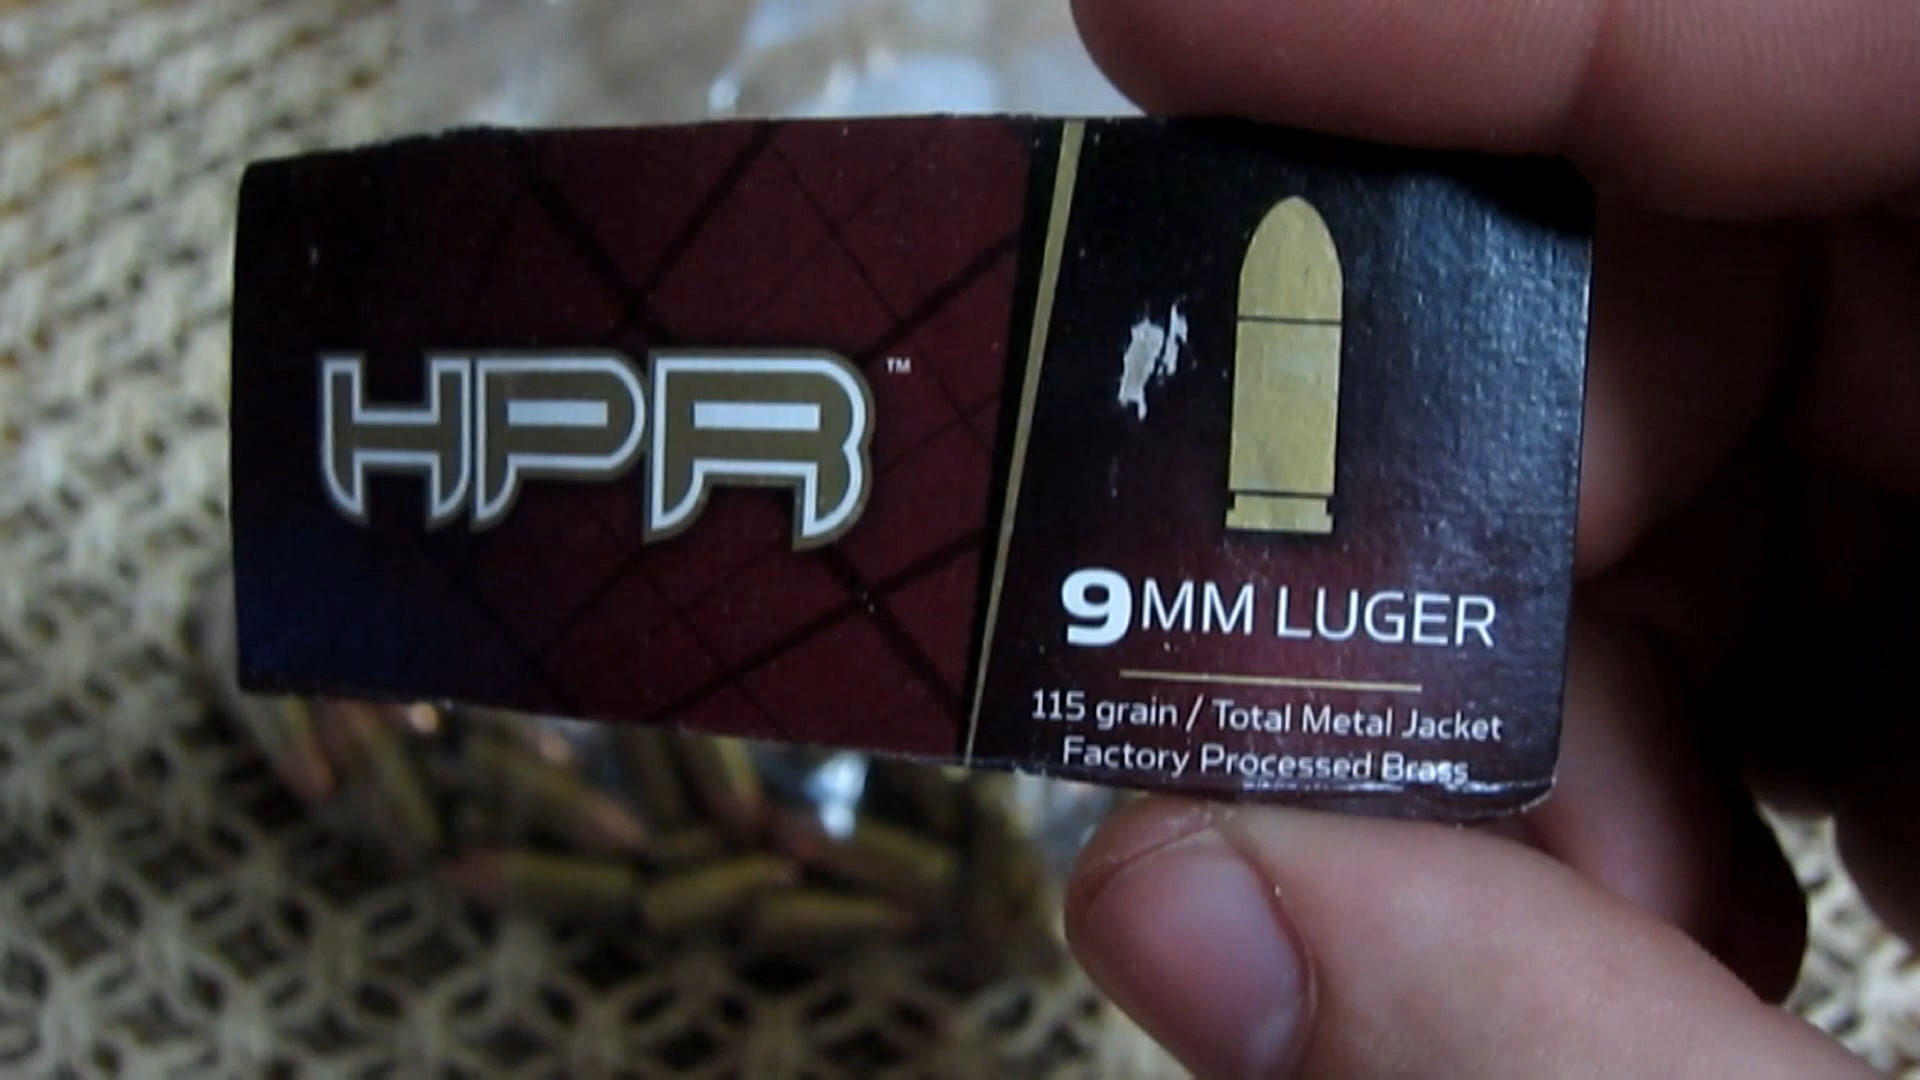 HPR™
9MM LUGER
115 grain / Total Metal Jacket
Factory Processed Brass